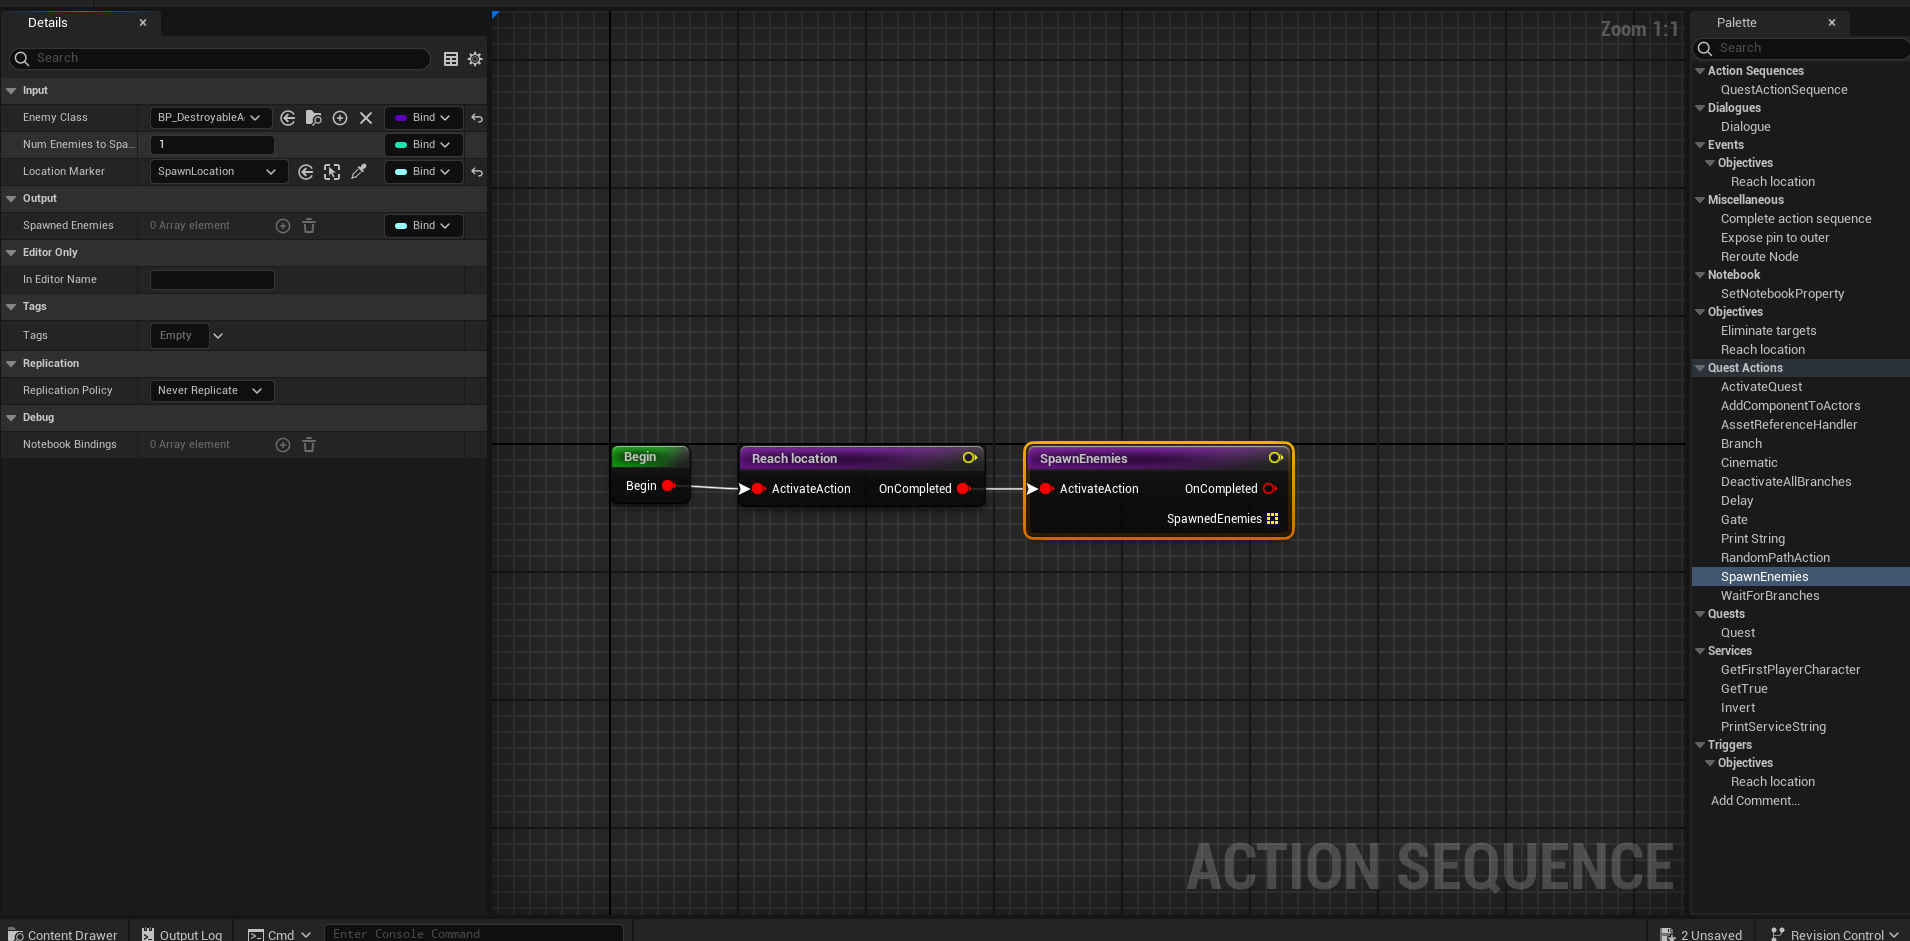 Details
Search
Input
Enemy Class
BP_DestroyableA
Bind
Num Enemies to Spa...
1
Bind
Location Marker
SpawnLocation
Bind
Output
Spawned Enemies
0 Array element
Bind
Editor Only
In Editor Name
Tags
Tags
Empty
Replication
Replication Policy
Never Replicate
Debug
Notebook Bindings
0 Array element
Zoom 1:1
Begin
Begin
Reach location
ActivateAction
OnCompleted
SpawnEnemies
ActivateAction
OnCompleted
SpawnedEnemies
ACTION SEQUENCE
Palette
Search
Action Sequences
QuestActionSequence
Dialogues
Dialogue
Events
Objectives
Reach location
Miscellaneous
Complete action sequence
Expose pin to outer
Reroute Node
Notebook
SetNotebookProperty
Objectives
Eliminate targets
Reach location
Quest Actions
ActivateQuest
AddComponentToActors
AssetReferenceHandler
Branch
Cinematic
DeactivateAllBranches
Delay
Gate
Print String
RandomPathAction
SpawnEnemies
WaitForBranches
Quests
Quest
Services
GetFirstPlayerCharacter
GetTrue
Invert
PrintServiceString
Triggers
Objectives
Reach location
Add Comment...
Content Drawer
Output Log
Cmd
Enter Console Command
2 Unsaved
Revision Control